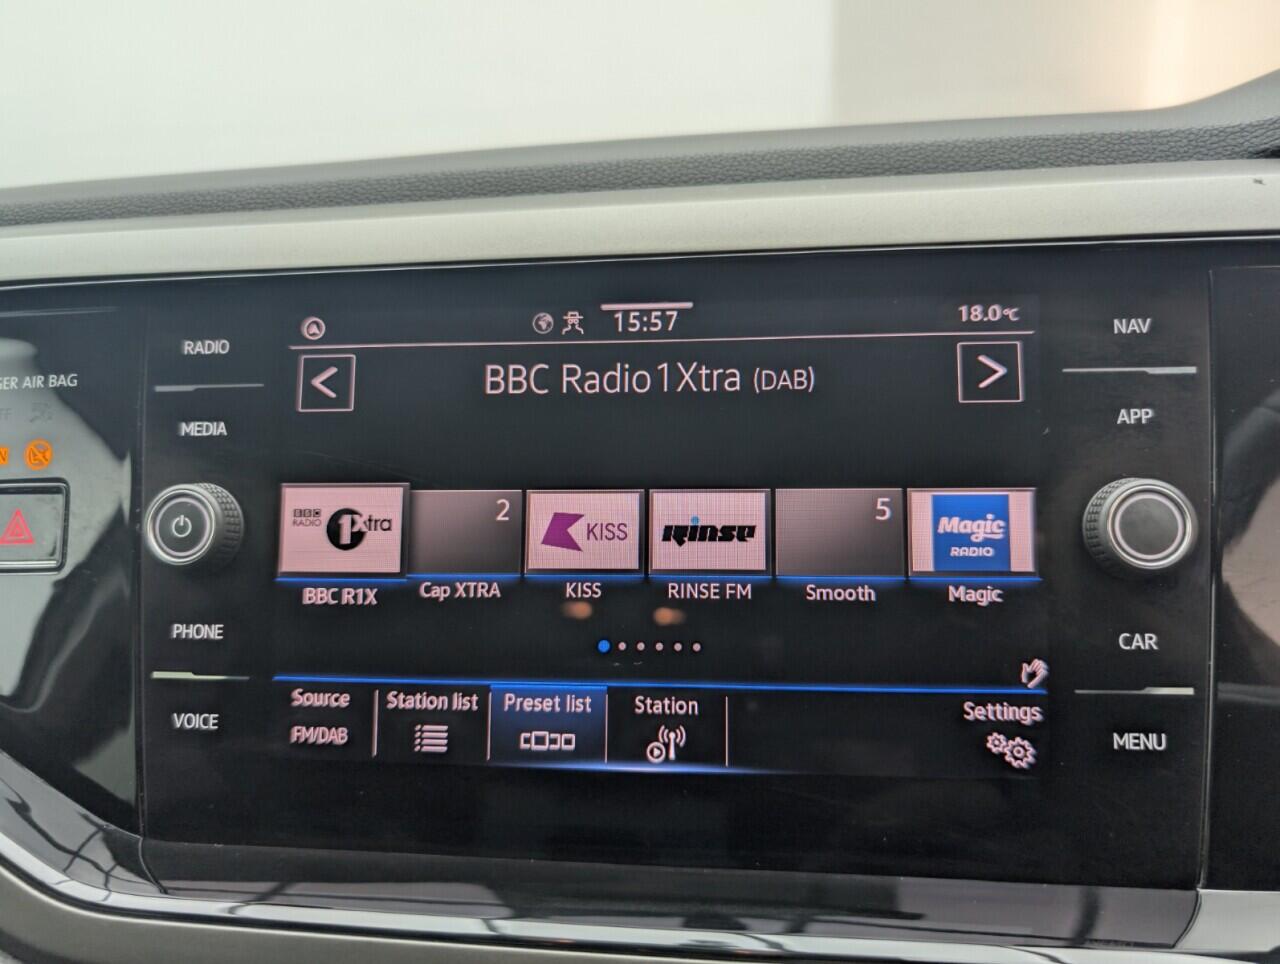 RADIO
MEDIA
PHONE
VOICE
GER AIR BAG
15:57
18.0°C
<
BBC Radio 1Xtra (DAB)
>
BBC
RADIO
1Xtra
2
KISS
RINSE
5
Magic
RADIO
BBC R1X
Cap XTRA
KISS
RINSE FM
Smooth
Magic
Source
FM/DAB
Station list
Preset list
Station
Settings
NAV
APP
CAR
MENU